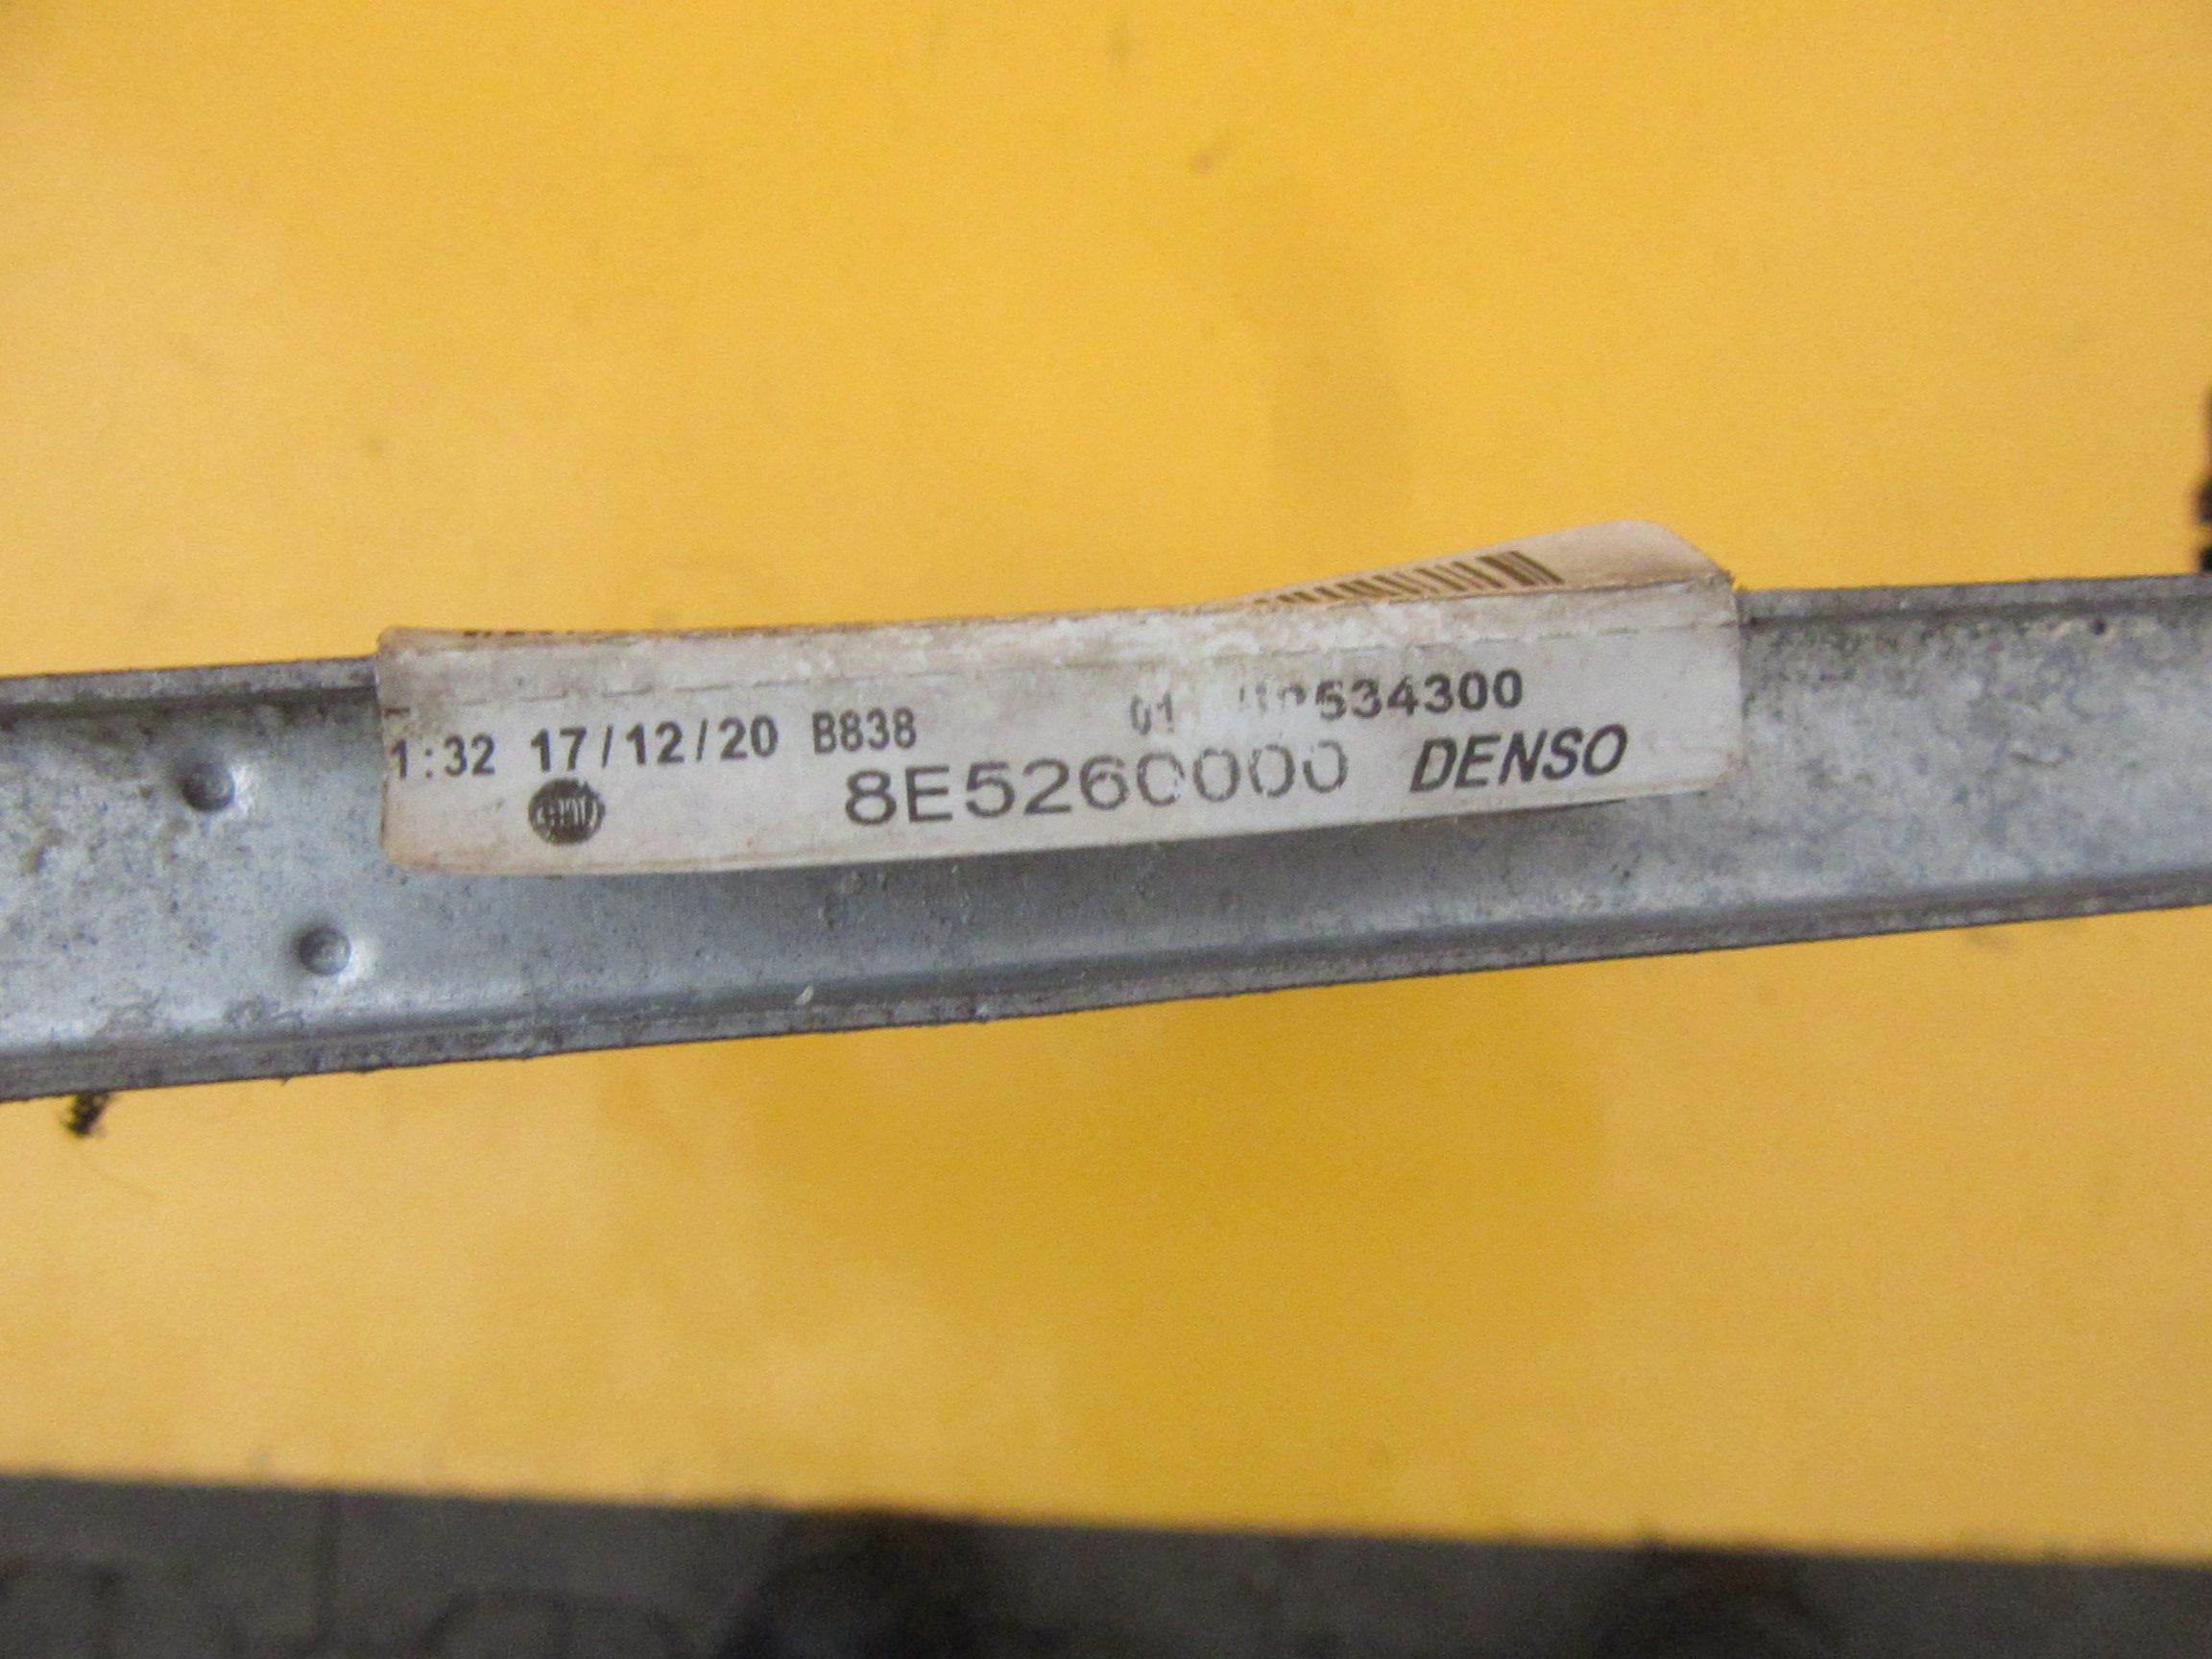 1:32 17/12/20 B838 01 534300
8E5260000 DENSO